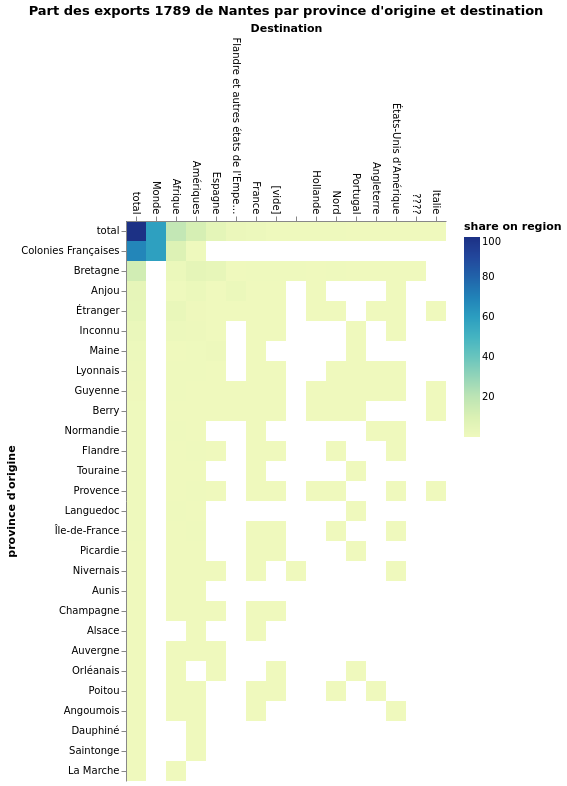 Part des exports 1789 de Nantes par province d'origine et destination
Destination
total
Monde
Afrique
Amériques
Espagne
Flandre et autres états de l'Empe...
France
[vide]
Hollande
Nord
Portugal
Angleterre
États-Unis d'Amérique
????
Italie
province d'origine
total
Colonies Françaises
Bretagne
Anjou
Étranger
Inconnu
Maine
Lyonnais
Guyenne
Berry
Normandie
Flandre
Touraine
Provence
Languedoc
Île-de-France
Picardie
Nivernais
Aunis
Champagne
Alsace
Auvergne
Orléanais
Poitou
Angoumois
Dauphiné
Saintonge
La Marche
share on region
100
80
60
40
20